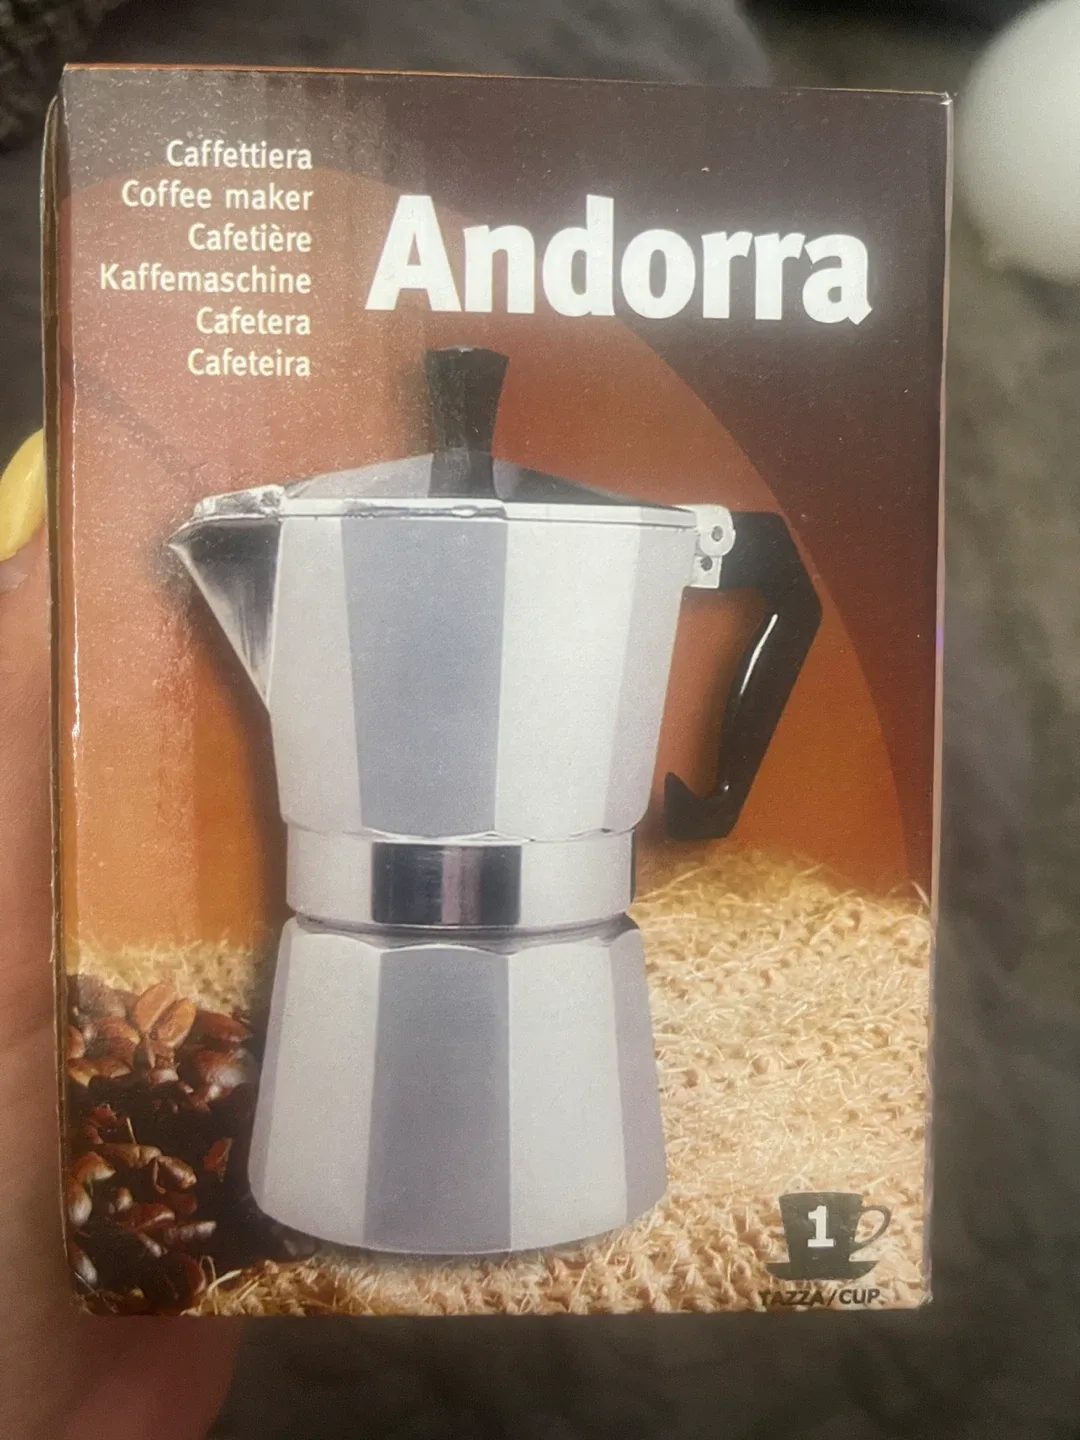 Caffettiera
Coffee maker
Cafetière
Kaffemaschine
Cafetera
Cafeteira
Andorra
1
TAZZA/CUP